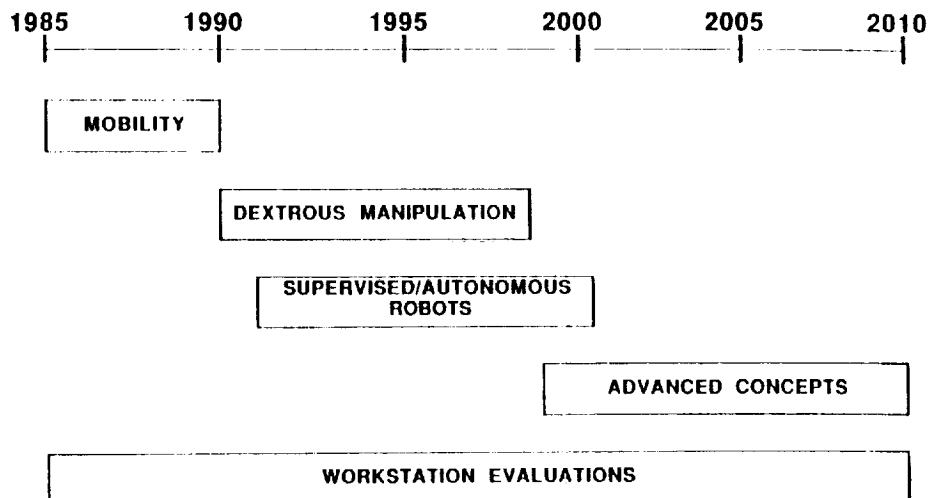 1985 1990 1995 2000 2005 2010
MOBILITY
DEXTROUS MANIPULATION
SUPERVISED/AUTONOMOUS
ROBOTS
ADVANCED CONCEPTS
WORKSTATION EVALUATIONS